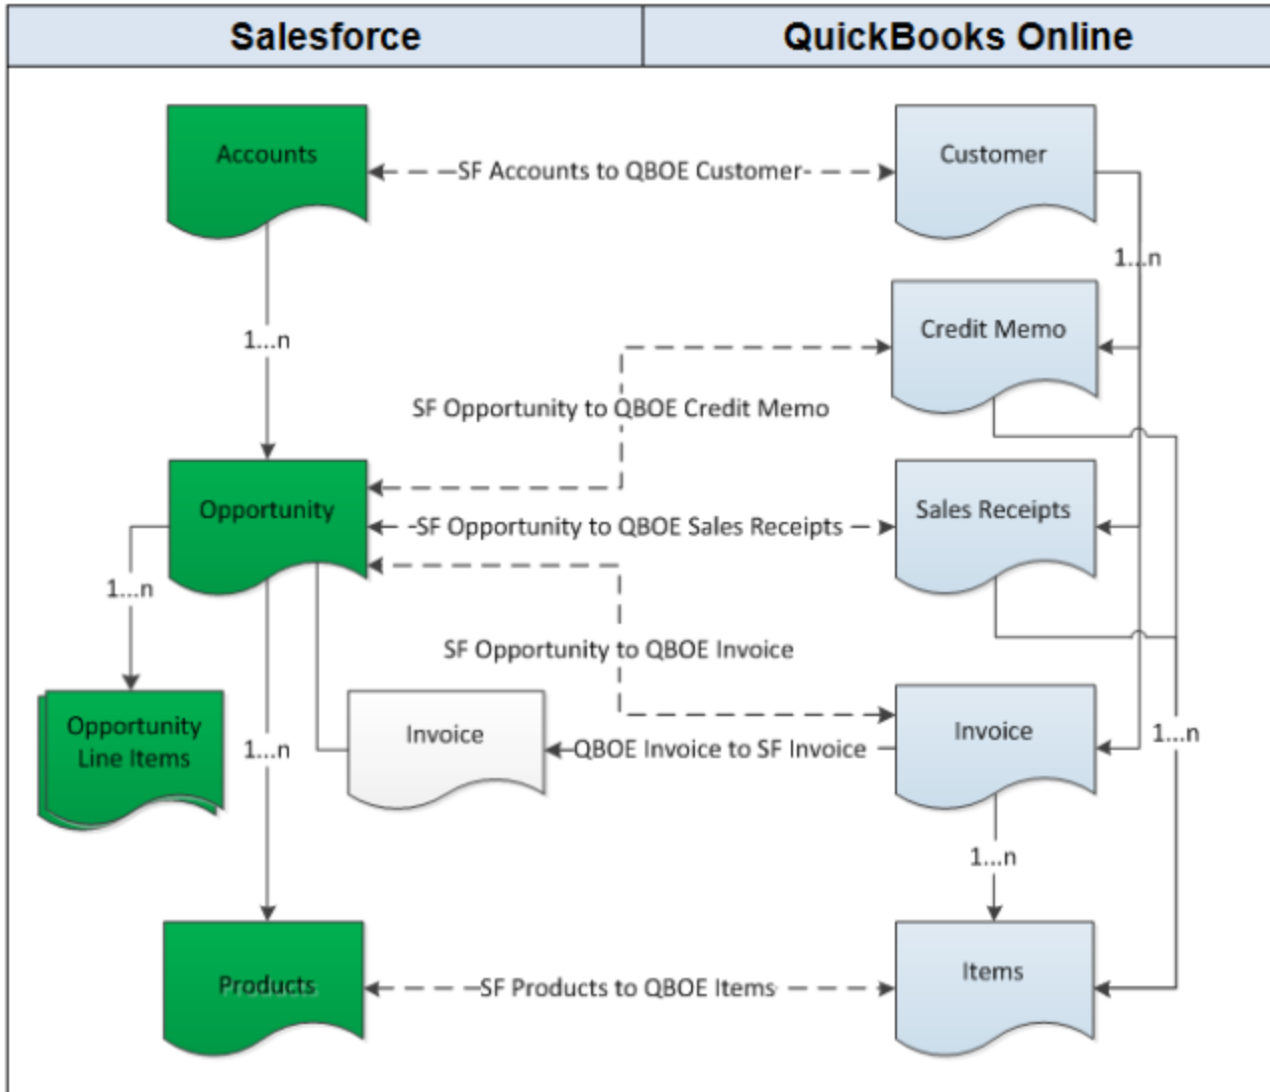 Salesforce
QuickBooks Online
Accounts
SF Accounts to QBOE Customer
Customer
1...n
1...n
Credit Memo
SF Opportunity to QBOE Credit Memo
Opportunity
SF Opportunity to QBOE Sales Receipts
Sales Receipts
1...n
SF Opportunity to QBOE Invoice
Opportunity
Line Items
1...n
Invoice
QBOE Invoice to SF Invoice
Invoice
1...n
1...n
Products
SF Products to QBOE Items
Items